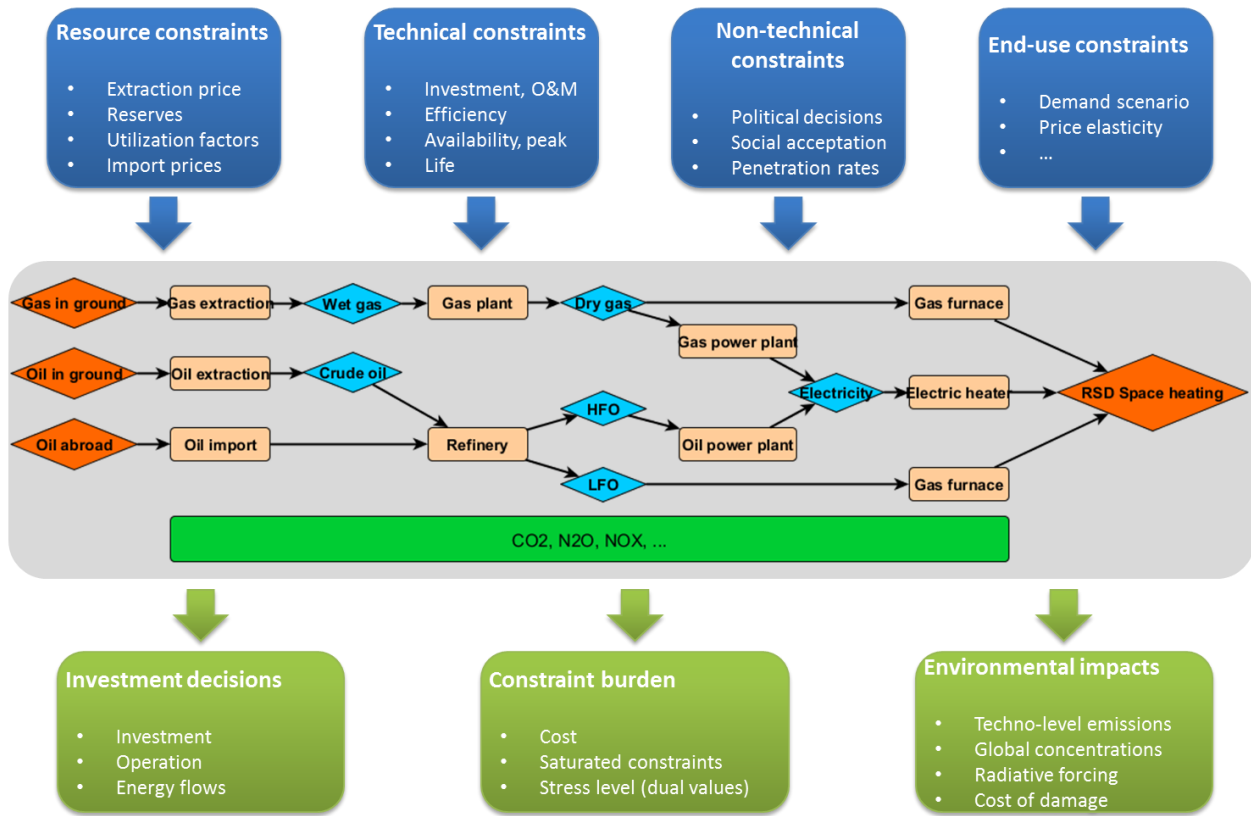 Resource constraints
• Extraction price
• Reserves
• Utilization factors
• Import prices
Technical constraints
• Investment, O&M
• Efficiency
• Availability, peak
• Life
Non-technical
constraints
• Political decisions
• Social acceptation
• Penetration rates
End-use constraints
• Demand scenario
• Price elasticity
• ...
Gas in ground
Gas extraction
Wet gas
Gas plant
Dry gas
Gas furnace
Gas power plant
Oil in ground
Oil extraction
Crude oil
Electricity
Electric heater
RSD Space heating
HFO
Oil abroad
Oil import
Refinery
Oil power plant
LFO
Gas furnace
CO2, N2O, NOX, ...
Investment decisions
• Investment
• Operation
• Energy flows
Constraint burden
• Cost
• Saturated constraints
• Stress level (dual values)
Environmental impacts
• Techno-level emissions
• Global concentrations
• Radiative forcing
• Cost of damage